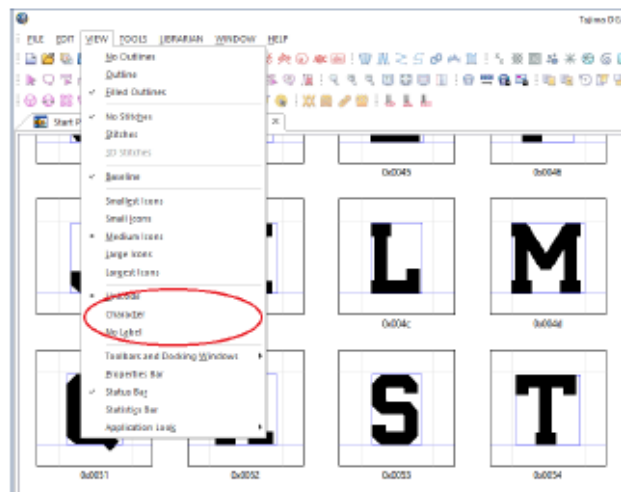 Tajima DG
FILE EDIT VIEW TOOLS LIBRARIAN WINDOW HELP
No Outlines
Outline
Filled Outlines
Start P
No Stitches
Stitches
3D Stitches
0x0045
0x0046
Baseline
Smallest Icons
Small Icons
Medium Icons
Large Icons
Largest Icons
L M
Unicode
Character
No Label
0x004c
0x004d
Toolbars and Docking Windows
Properties Bar
Status Bar
Statistics Bar
Application Look
S T
0x0051
0x0052
0x0053
0x0054